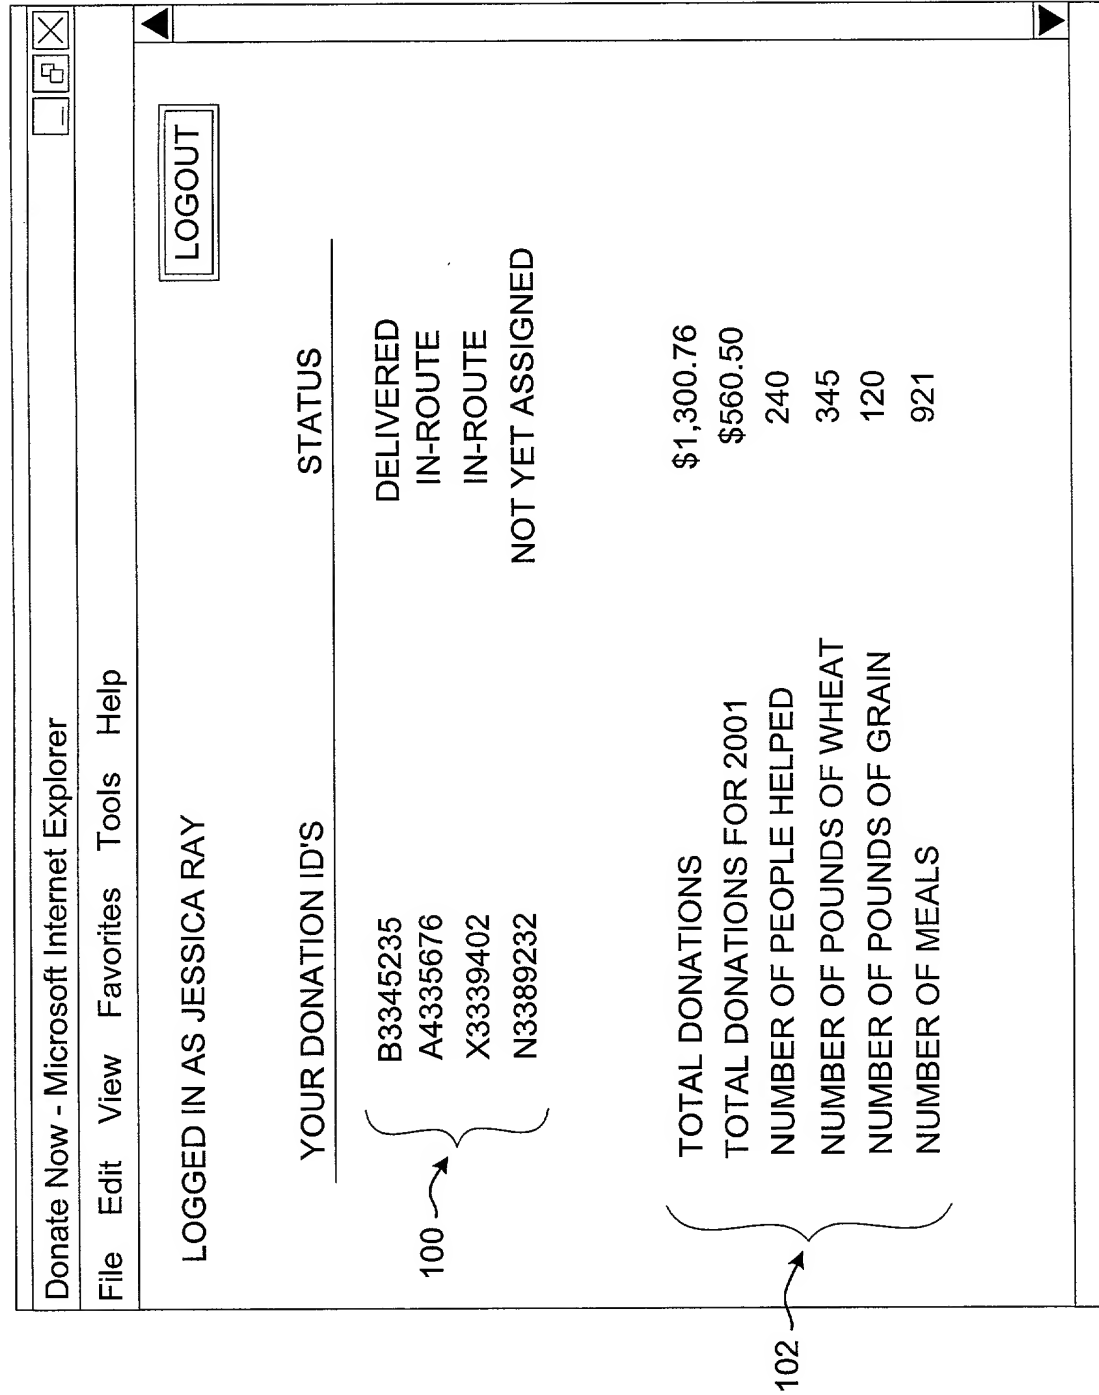 Donate Now - Microsoft Internet Explorer
File Edit View Favorites Tools Help
LOGGED IN AS JESSICA RAY
LOGOUT
YOUR DONATION ID'S STATUS
100
B3345235 DELIVERED
A4335676 IN-ROUTE
X3339402 IN-ROUTE
N3389232 NOT YET ASSIGNED
102
TOTAL DONATIONS $1,300.76
TOTAL DONATIONS FOR 2001 $560.50
NUMBER OF PEOPLE HELPED 240
NUMBER OF POUNDS OF WHEAT 345
NUMBER OF POUNDS OF GRAIN 120
NUMBER OF MEALS 921